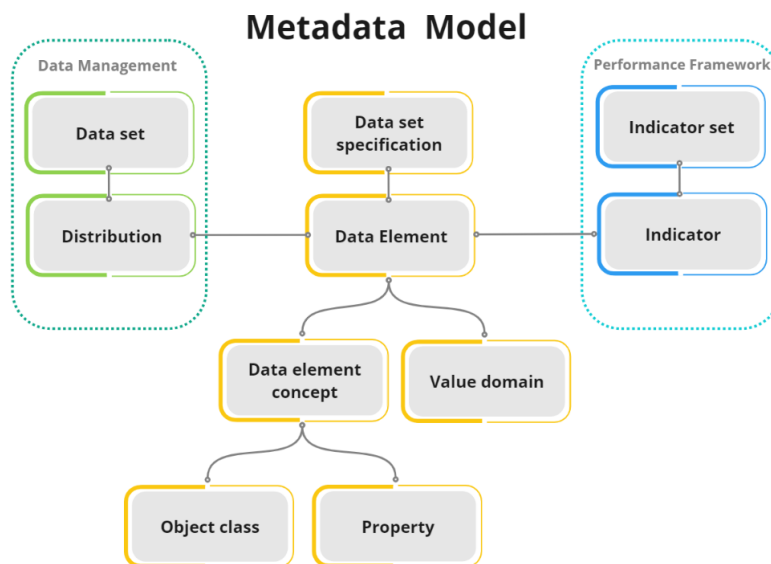 Metadata Model
Data Management
Performance Framework
Data set
Data set
specification
Indicator set
Distribution
Data Element
Indicator
Data element
concept
Value domain
Object class
Property